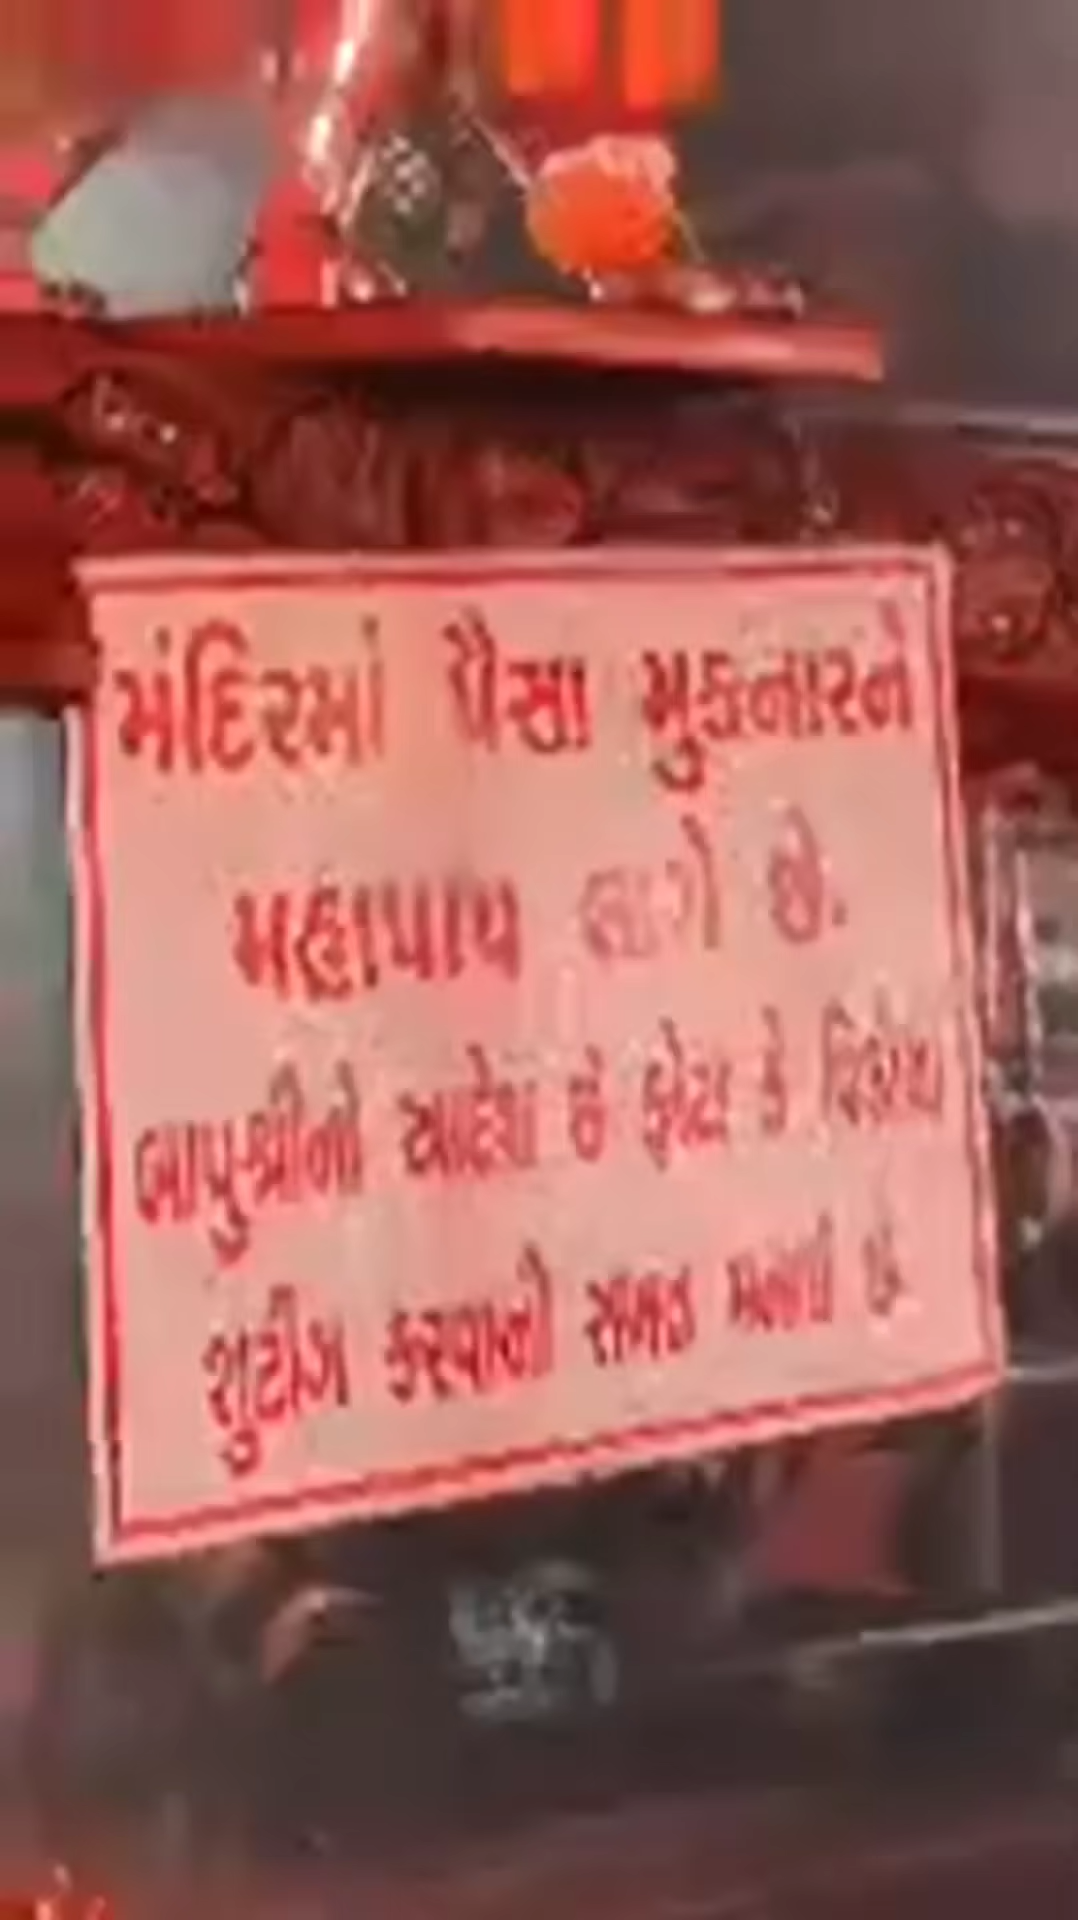 મંદિરમાં પૈસા મુકનારને
મહાપાપ લાગે છે.
બાપુશ્રીનો આદેશ છે ફોટા કે વિડીયો
શુટીંગ કરવાની સખત મનાઈ છે